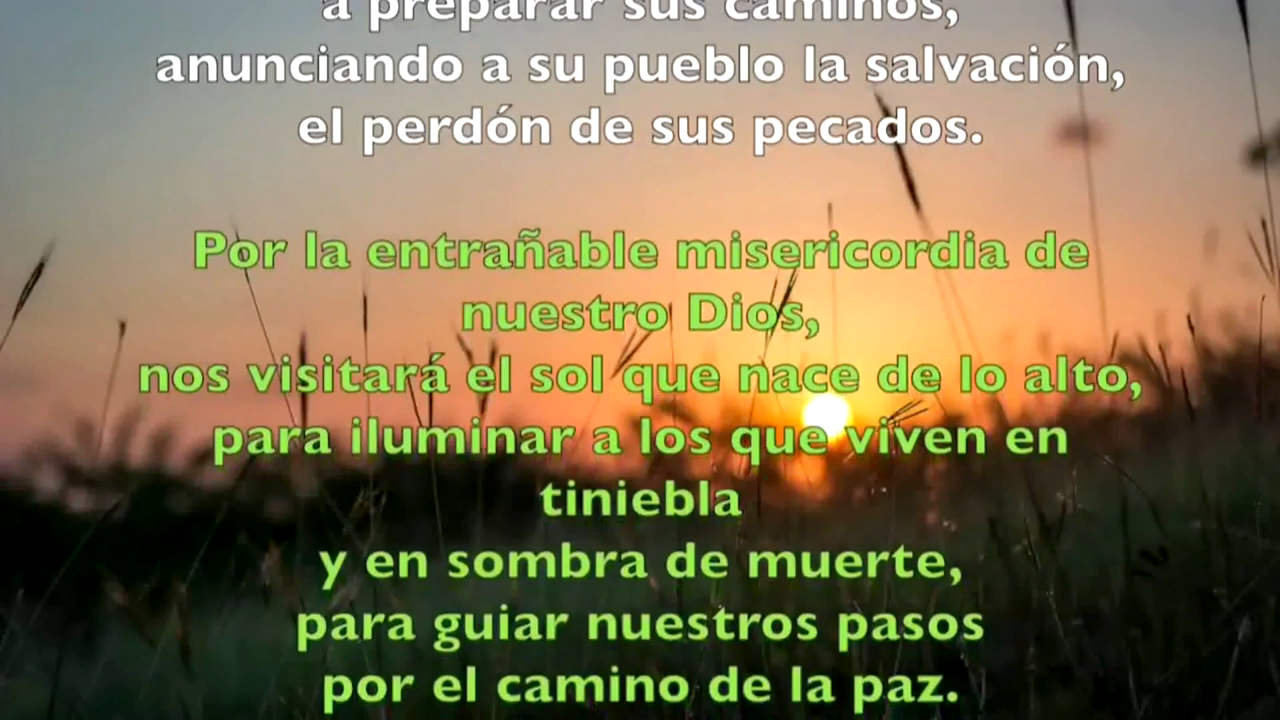 a preparar sus caminos,
anunciando a su pueblo la salvación,
el perdón de sus pecados.
Por la entrañable misericordia de
nuestro Dios,
nos visitará el sol que nace de lo alto,
para iluminar a los que viven en
tiniebla
y en sombra de muerte,
para guiar nuestros pasos
por el camino de la paz.